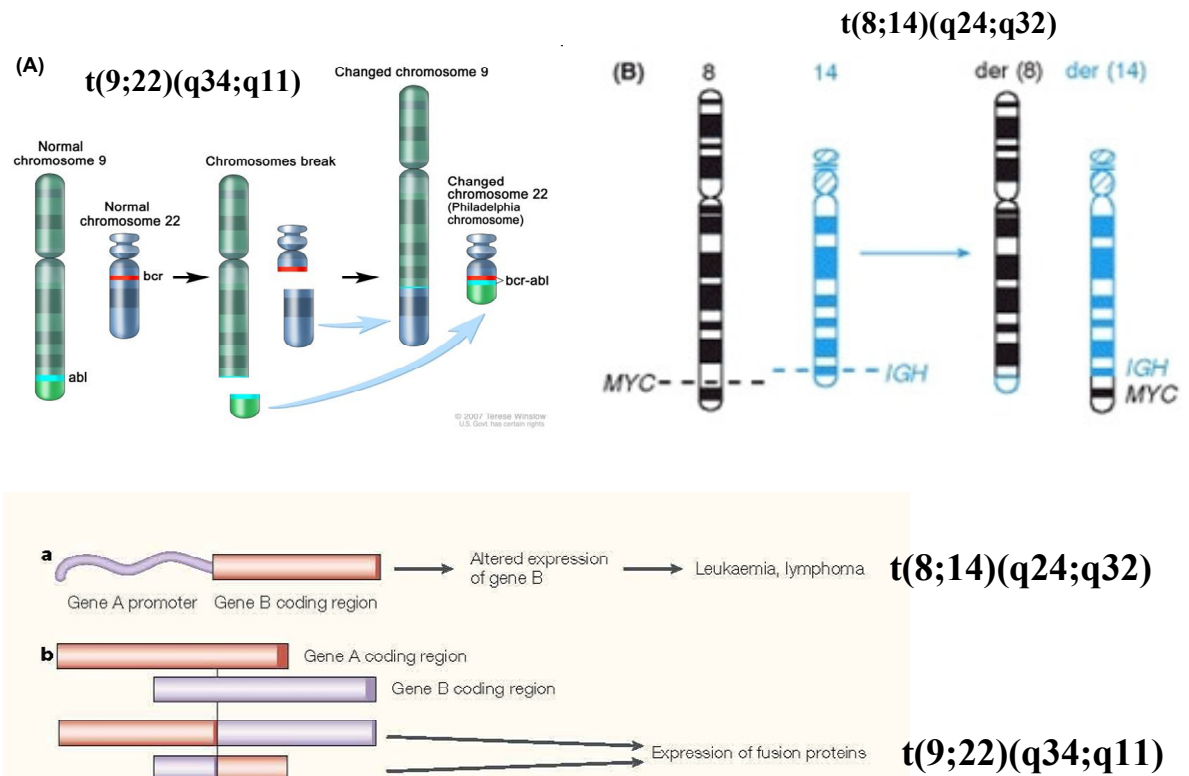 t(8;14)(q24;q32)
(A)
t(9;22)(q34;q11)
Changed chromosome 9
Normal
chromosome 9
Normal
chromosome 22
Chromosomes break
Changed
chromosome 22
(Philadelphia
chromosome)
bcr
bcr-abl
abl
© 2007 Terese Winslow
U.S. Govt. has certain rights
(B)
8
14
der (8)
der (14)
MYC
IGH
IGH
MYC
a
Altered expression
of gene B
Leukaemia, lymphoma
t(8;14)(q24;q32)
Gene A promoter
Gene B coding region
b
Gene A coding region
Gene B coding region
Expression of fusion proteins
t(9;22)(q34;q11)